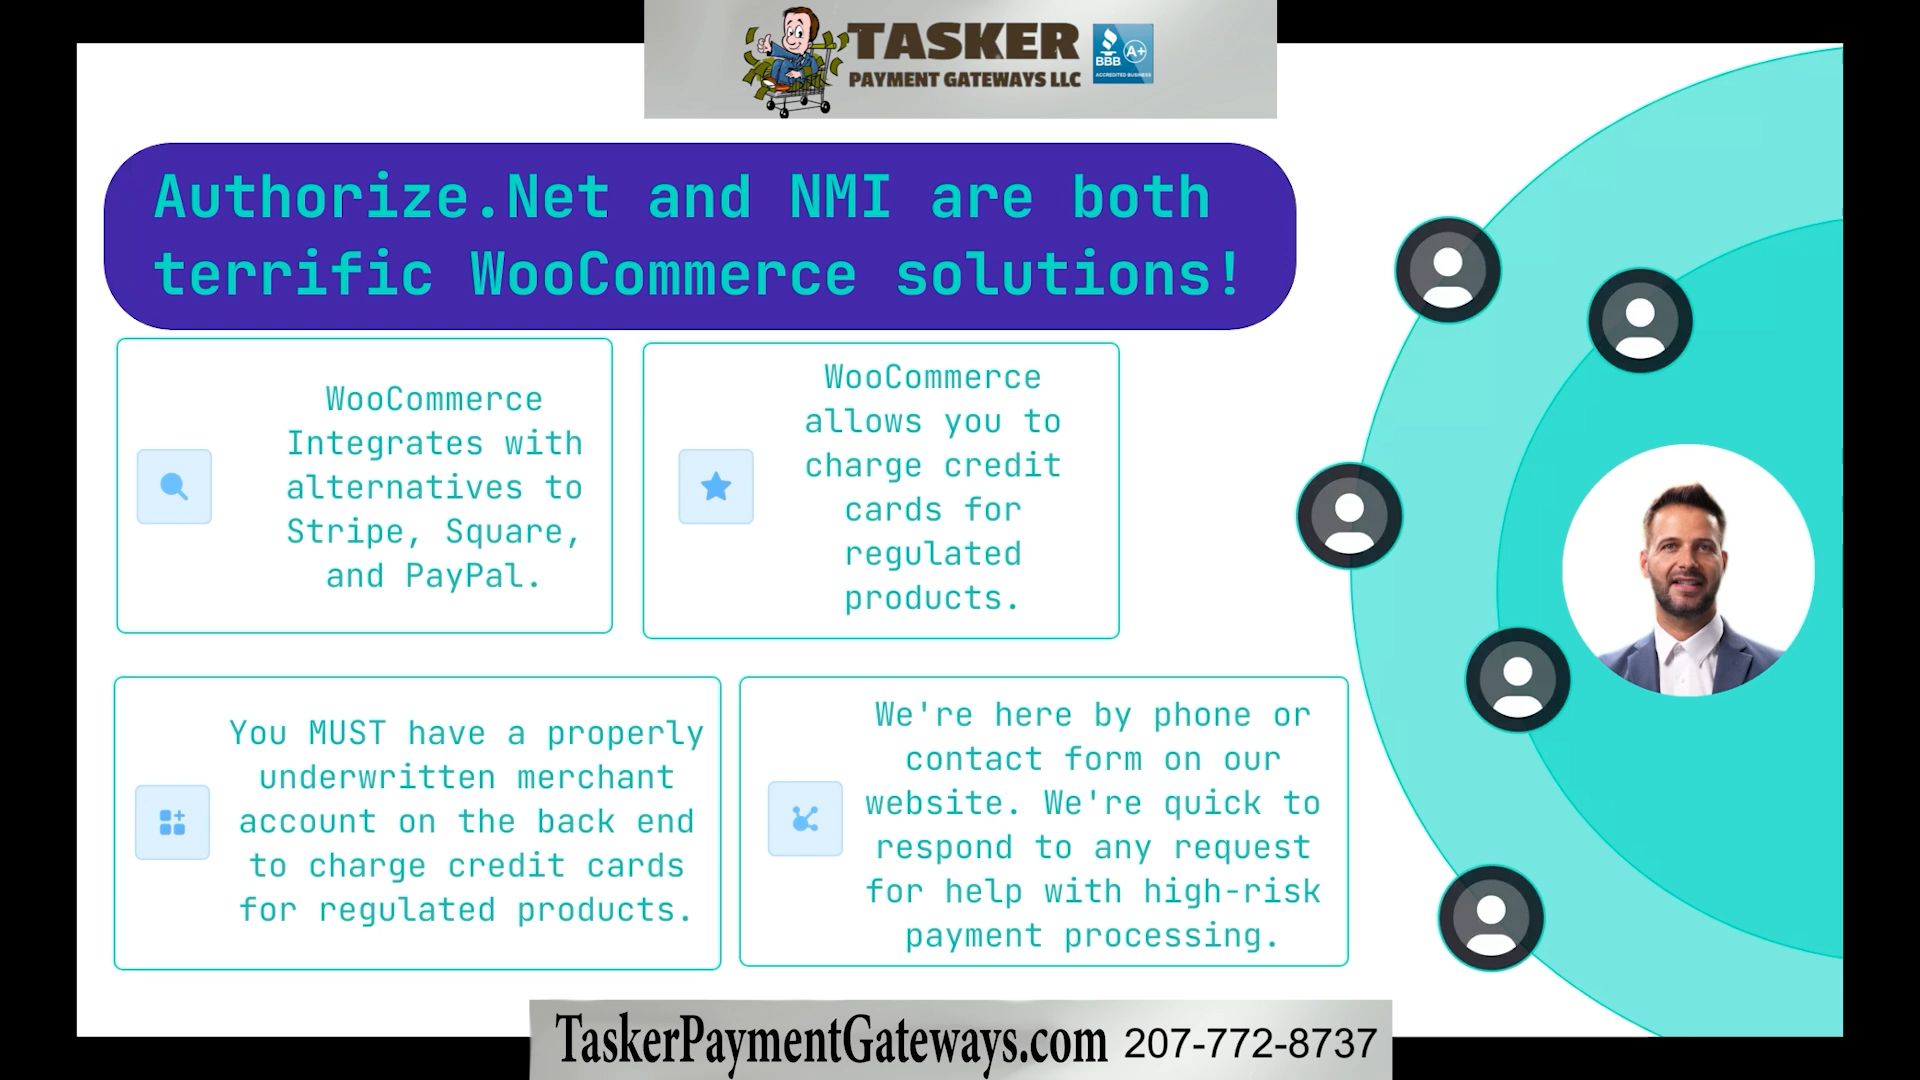 TASKER
PAYMENT GATEWAYS LLC
BBB
A+
ACCREDITED BUSINESS
Authorize.Net and NMI are both
terrific WooCommerce solutions!
WooCommerce
Integrates with
alternatives to
Stripe, Square,
and PayPal.
WooCommerce
allows you to
charge credit
cards for
regulated
products.
You MUST have a properly
underwritten merchant
account on the back end
to charge credit cards
for regulated products.
We're here by phone or
contact form on our
website. We're quick to
respond to any request
for help with high-risk
payment processing.
TaskerPaymentGateways.com 207-772-8737